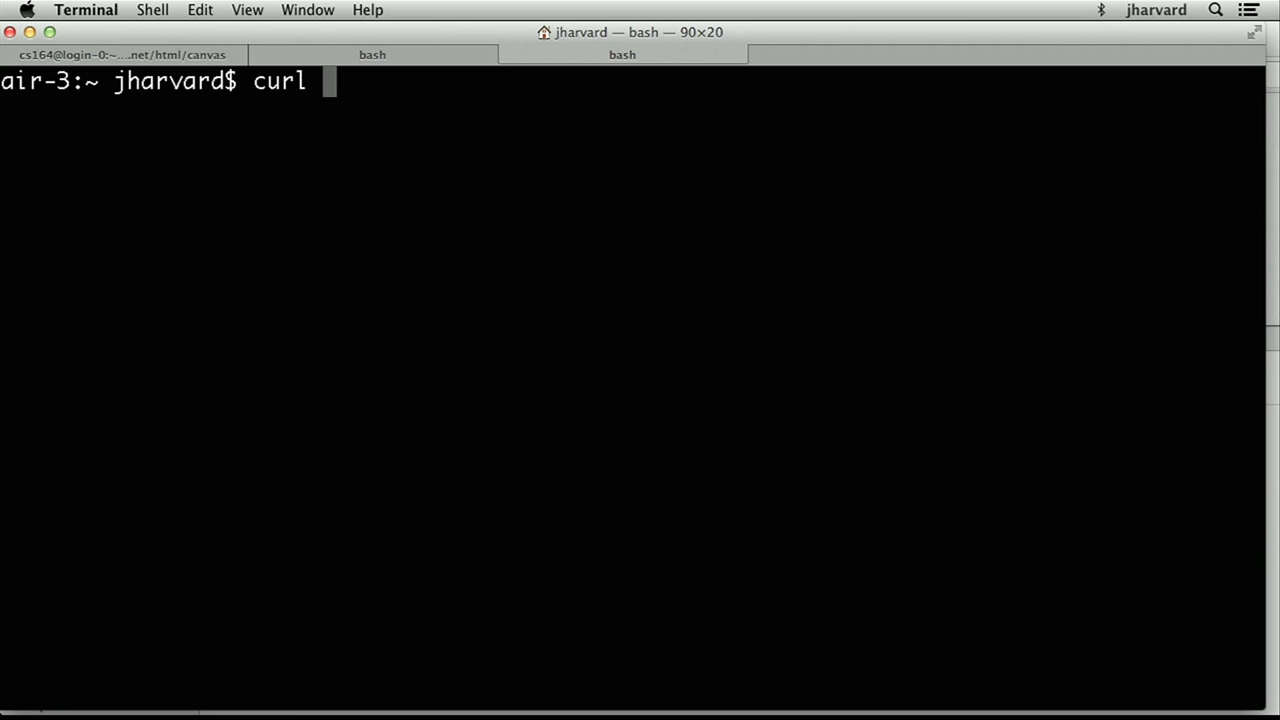 Terminal Shell Edit View Window Help jharvard
jharvard — bash — 90×20
cs164@login-0:~....net/html/canvas bash bash
air-3:~ jharvard$ curl